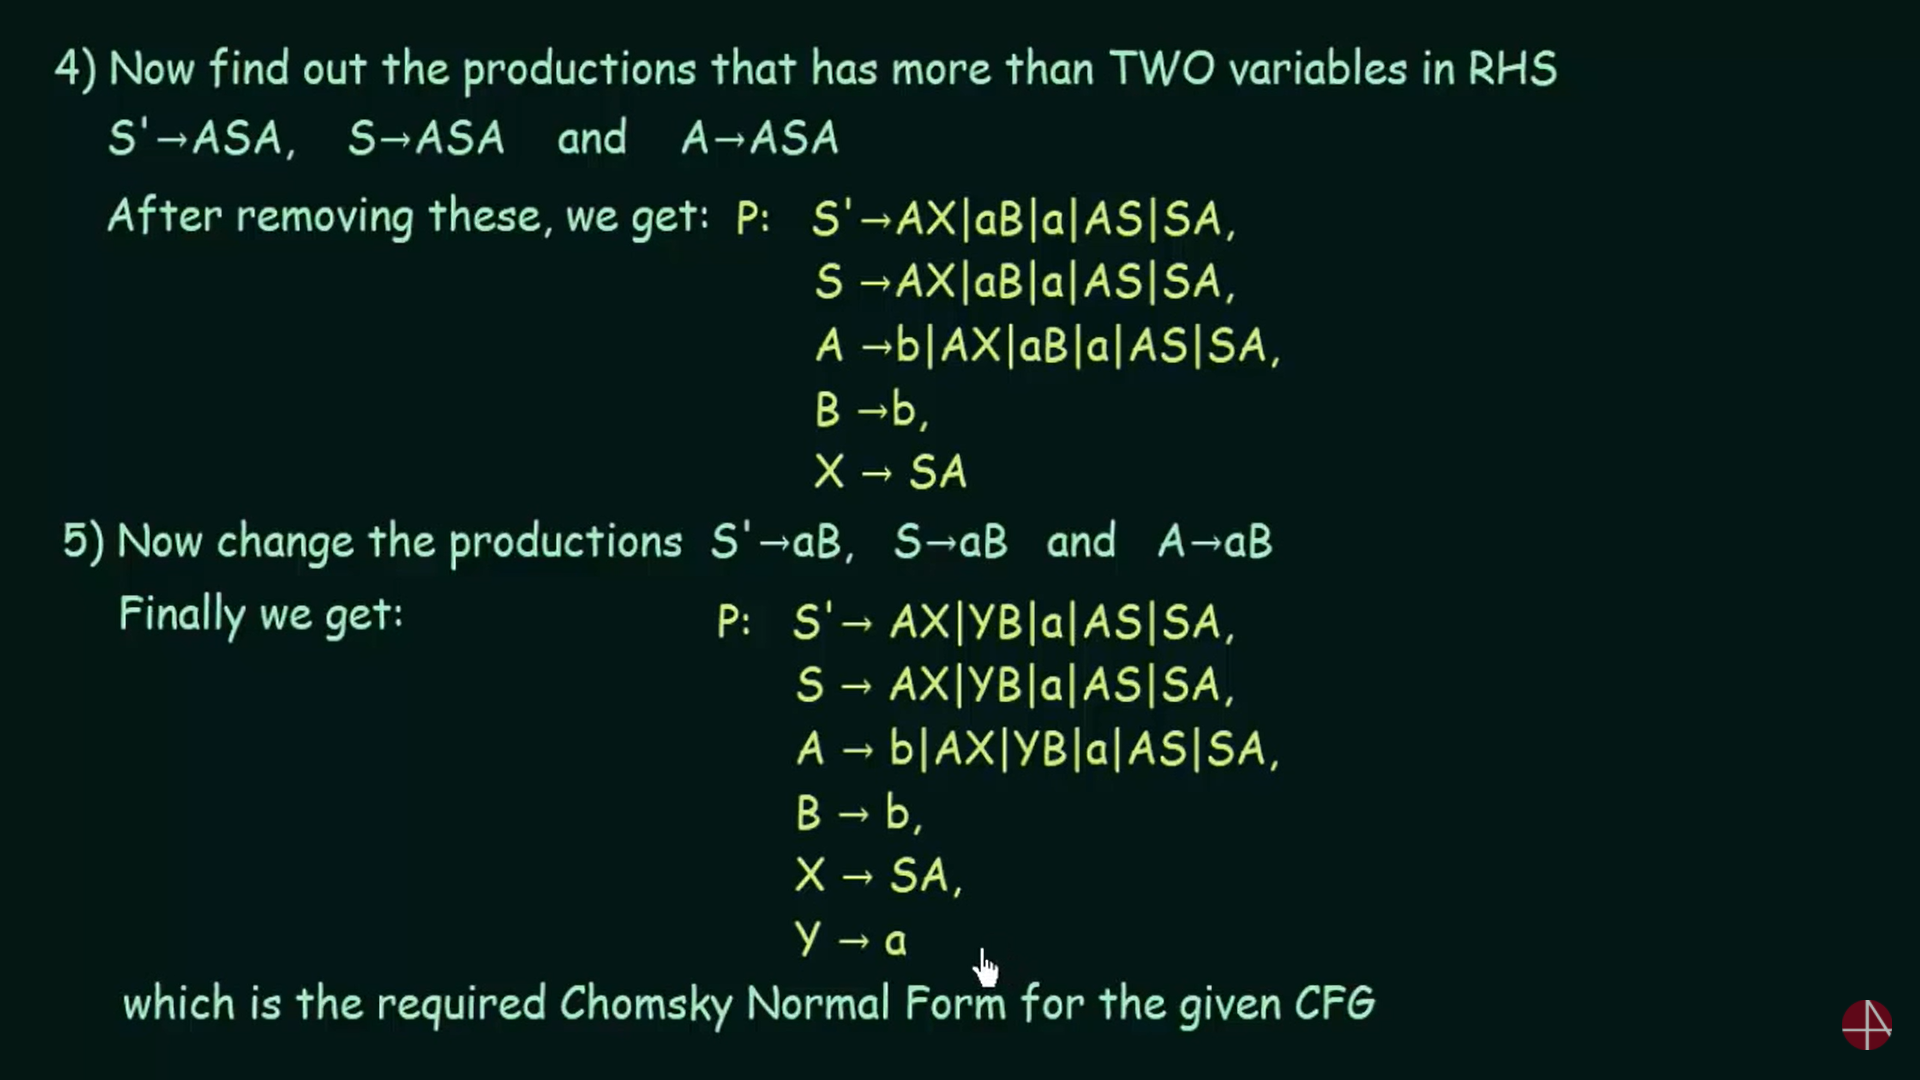 4) Now find out the productions that has more than TWO variables in RHS
S'→ASA, S→ASA and A→ASA
After removing these, we get: P: S'→AX|aB|a|AS|SA,
S →AX|aB|a|AS|SA,
A →b|AX|aB|a|AS|SA,
B →b,
X → SA
5) Now change the productions S'→aB, S→aB and A→aB
Finally we get: P: S'→ AX|YB|a|AS|SA,
S → AX|YB|a|AS|SA,
A → b|AX|YB|a|AS|SA,
B → b,
X → SA,
Y → a
which is the required Chomsky Normal Form for the given CFG